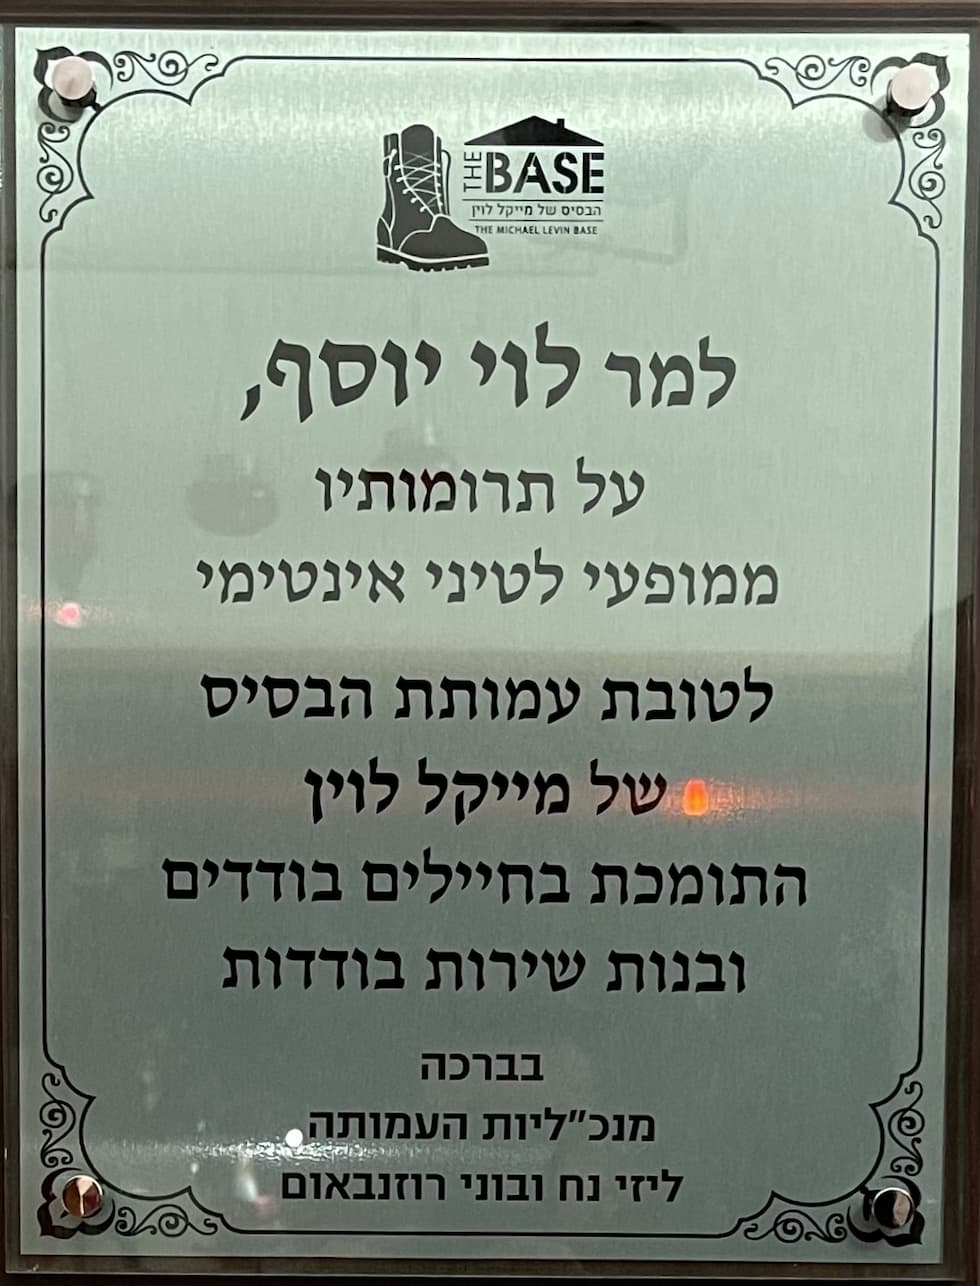 THE BASE
הבסיס של מייקל לוין
THE MICHAEL LEVIN BASE
למר לוי יוסף,
על תרומותיו
ממופעי לטיני אינטימי
לטובת עמותת הבסיס
של מייקל לוין
התומכת בחיילים בודדים
ובנות שירות בודדות
בברכה
מנכ״ליות העמותה
ליזי נח ובוני רוזנבאום